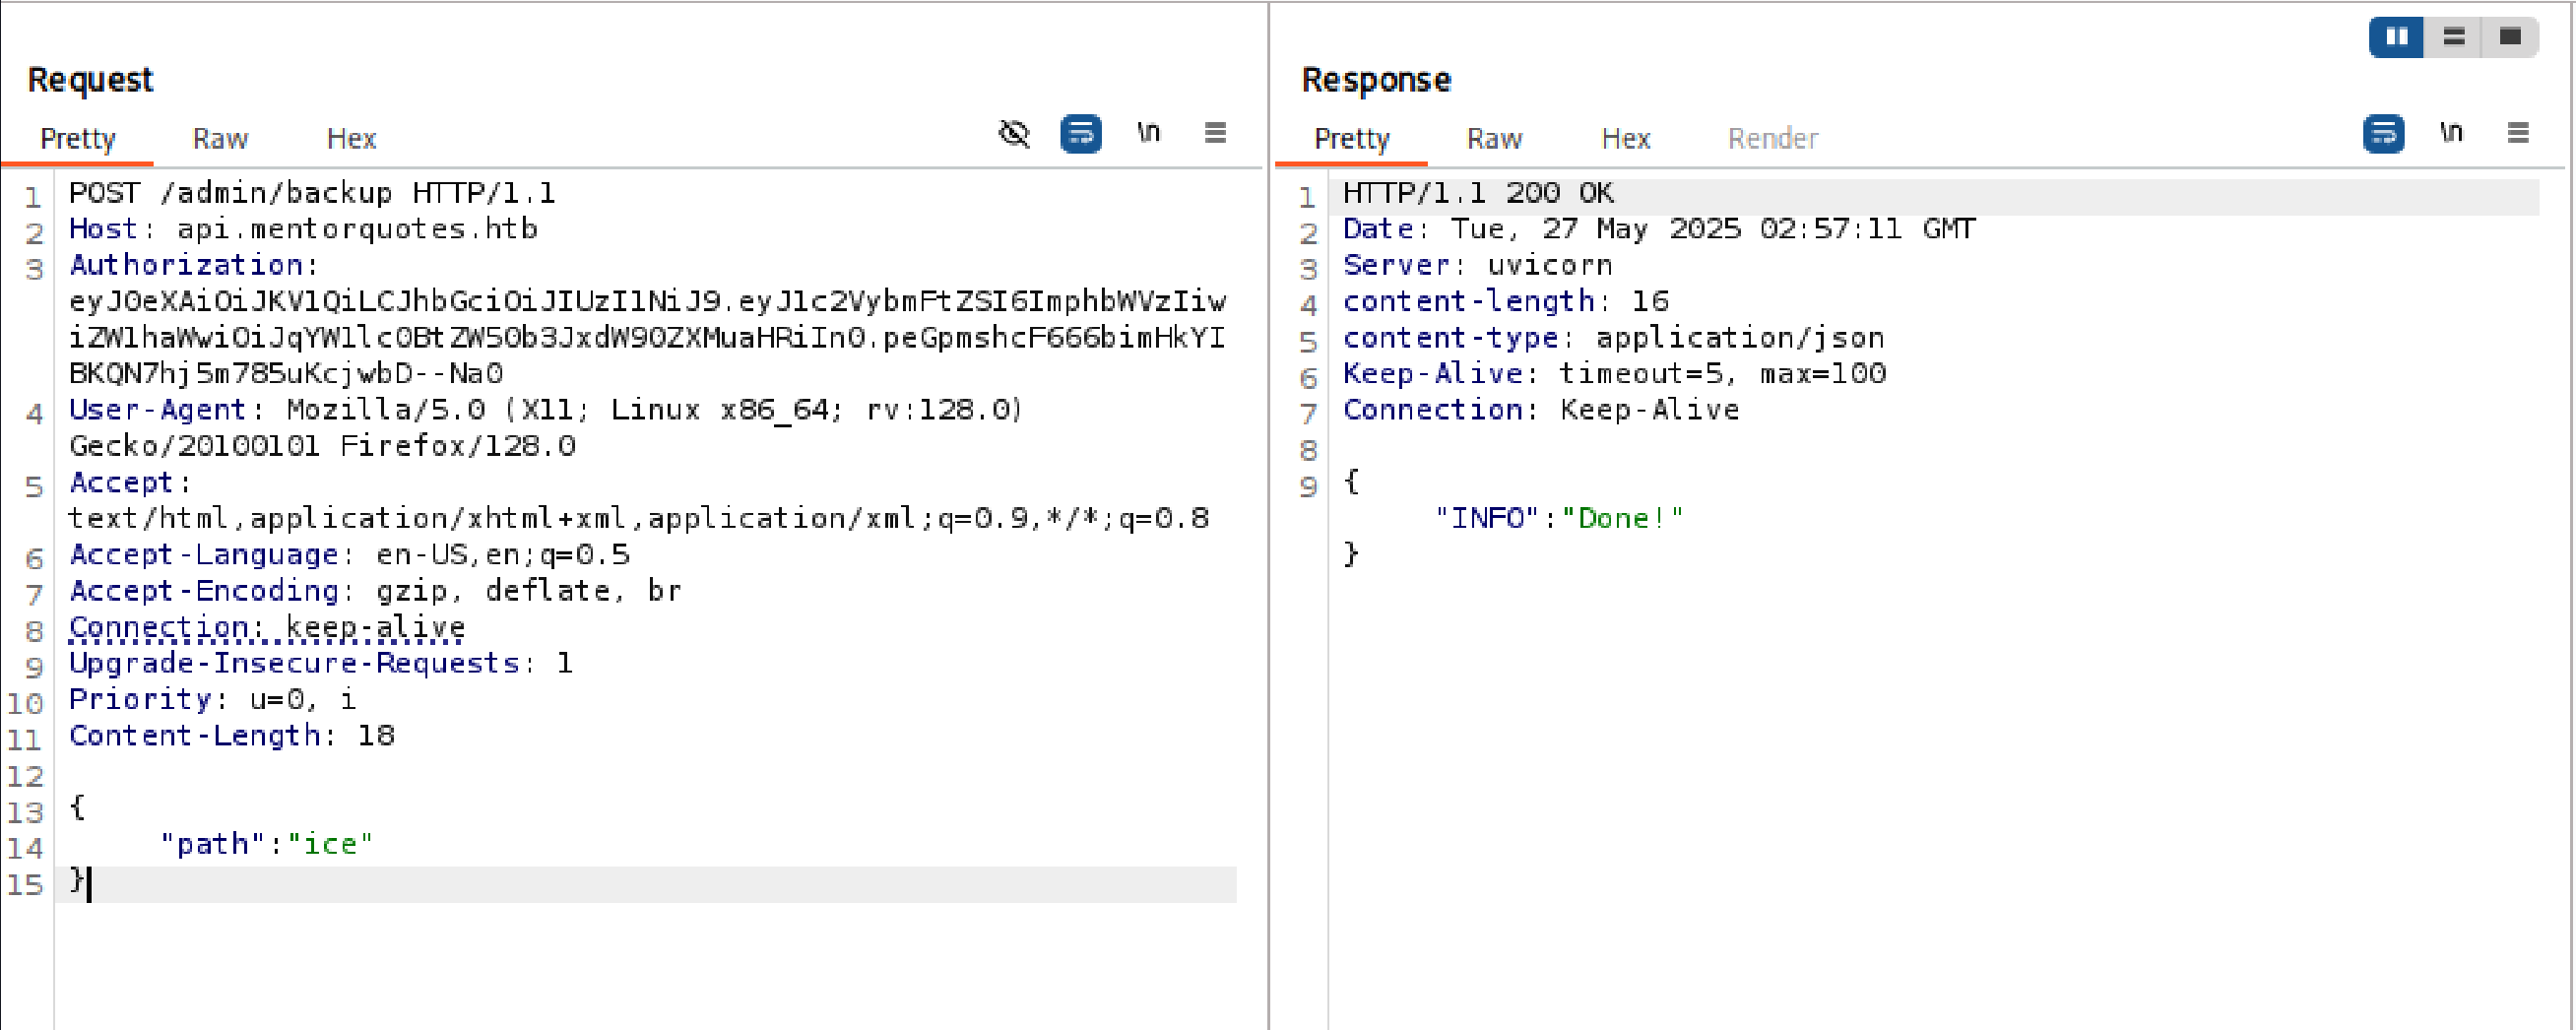 Request
Pretty Raw Hex \n
1 POST /admin/backup HTTP/1.1
2 Host: api.mentorquotes.htb
3 Authorization:
eyJ0eXAiOiJKV1QiLCJhbGciOiJIUzI1NiJ9.eyJ1c2VybmFtZSI6ImphbWVzIiw
iZW1haWwiOiJqYW1lc0BtZW50b3JxdW90ZXMuaHRiIn0.peGpmshcF666bimHkYI
BKQN7hj5m785uKcjwbD--Na0
4 User-Agent: Mozilla/5.0 (X11; Linux x86_64; rv:128.0)
Gecko/20100101 Firefox/128.0
5 Accept:
text/html,application/xhtml+xml,application/xml;q=0.9,*/*;q=0.8
6 Accept-Language: en-US,en;q=0.5
7 Accept-Encoding: gzip, deflate, br
8 Connection: keep-alive
9 Upgrade-Insecure-Requests: 1
10 Priority: u=0, i
11 Content-Length: 18
12
13 {
14 "path":"ice"
15 }
Response
Pretty Raw Hex Render \n
1 HTTP/1.1 200 OK
2 Date: Tue, 27 May 2025 02:57:11 GMT
3 Server: uvicorn
4 content-length: 16
5 content-type: application/json
6 Keep-Alive: timeout=5, max=100
7 Connection: Keep-Alive
8
9 {
"INFO":"Done!"
}